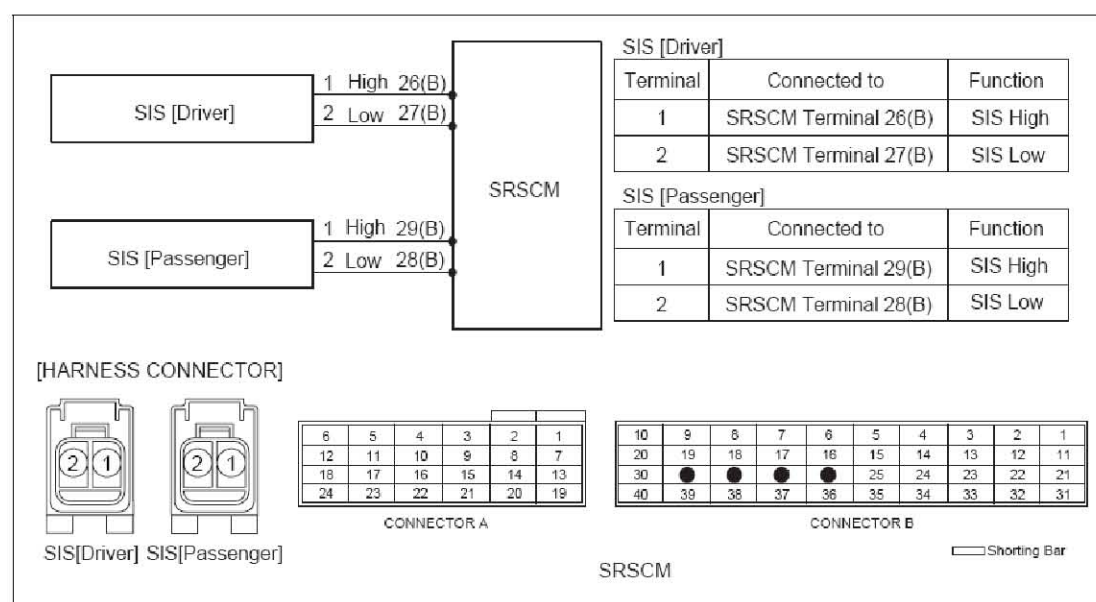 SIS [Driver]
1 High 26(B)
2 Low 27(B)
SIS [Passenger]
1 High 29(B)
2 Low 28(B)
SRSCM
SIS [Driver]
Terminal Connected to Function
1 SRSCM Terminal 26(B) SIS High
2 SRSCM Terminal 27(B) SIS Low
SIS [Passenger]
Terminal Connected to Function
1 SRSCM Terminal 29(B) SIS High
2 SRSCM Terminal 28(B) SIS Low
[HARNESS CONNECTOR]
2 1
SIS[Driver]
2 1
SIS[Passenger]
6 5 4 3 2 1
12 11 10 9 8 7
18 17 16 15 14 13
24 23 22 21 20 19
CONNECTOR A
10 9 8 7 6 5 4 3 2 1
20 19 18 17 16 15 14 13 12 11
30 25 24 23 22 21
40 39 38 37 36 35 34 33 32 31
CONNECTOR B
Shorting Bar
SRSCM